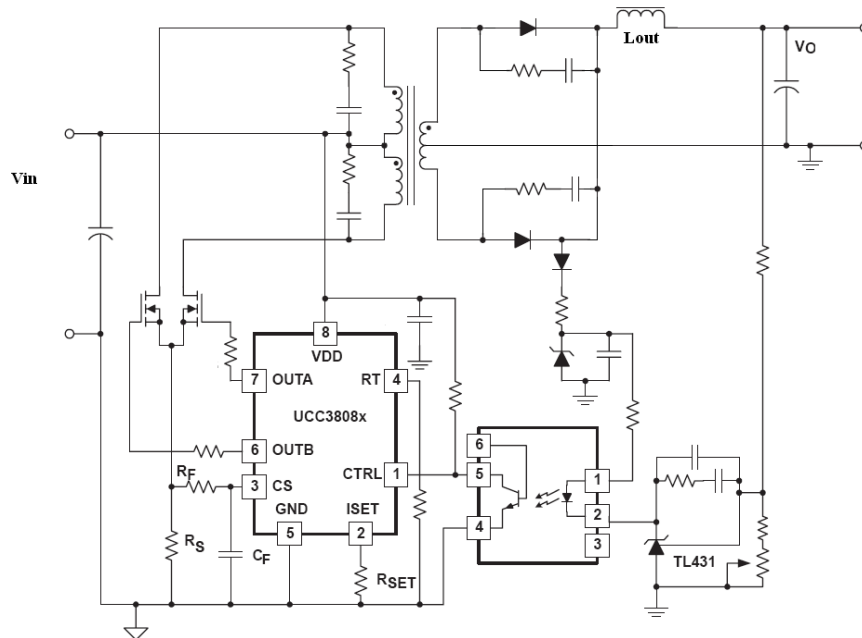 Lout
VO
Vin
8
VDD
7 OUTA
RT 4
UCC3808x
6 OUTB
RF
3 CS
CTRL 1
GND
ISET
5
2
RS
CF
RSET
6
5
4
1
2
3
TL431